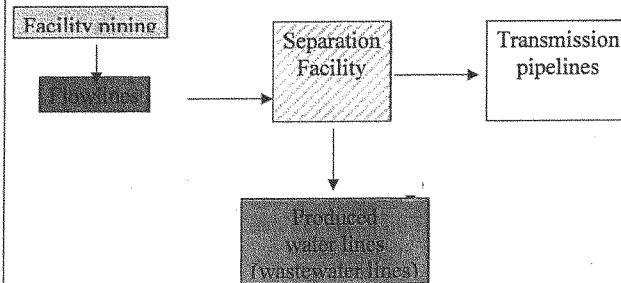 Facility piping
Separation
Facility
Transmission
pipelines
Flowlines
Produced
water lines
(wastewater lines)